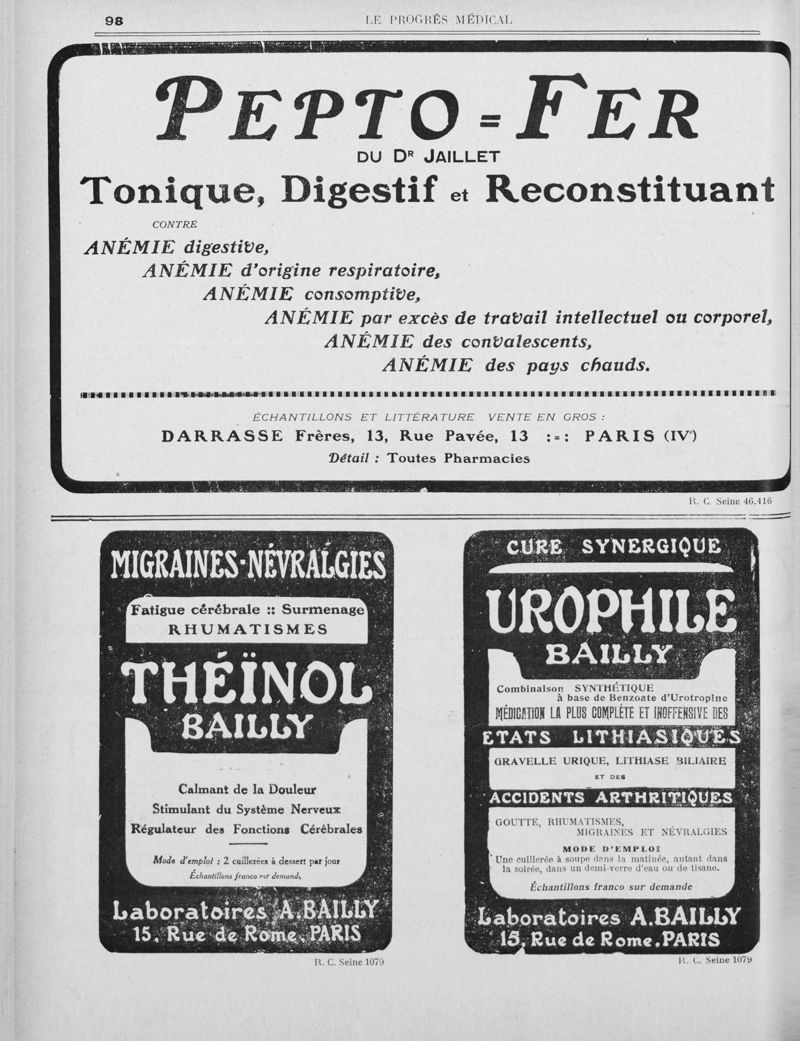 98
LE PROGRÈS MÉDICAL
PEPTO=FER
DU DR JAILLET
Tonique, Digestif et Reconstituant
CONTRE
ANÉMIE digestive,
ANÉMIE d'origine respiratoire,
ANÉMIE consomptive,
ANÉMIE par excès de travail intellectuel ou corporel,
ANÉMIE des convalescents,
ANÉMIE des pays chauds.
ÉCHANTILLONS ET LITTÉRATURE VENTE EN GROS :
DARRASSE Frères, 13, Rue Pavée, 13 :=: PARIS (IVe)
Détail : Toutes Pharmacies
R. C. Seine 46.416
MIGRAINES-NÉVRALGIES
Fatigue cérébrale :: Surmenage
RHUMATISMES
THÉÏNOL
BAILLY
Calmant de la Douleur
Stimulant du Système Nerveux
Régulateur des Fonctions Cérébrales
Mode d'emploi : 2 cuillerées à dessert par jour
Échantillons franco sur demande
Laboratoires A.BAILLY
15, Rue de Rome, PARIS
R. C. Seine 1079
CURE SYNERGIQUE
UROPHILE
BAILLY
Combinaison SYNTHÉTIQUE
à base de Benzoate d'Urotropine
MÉDICATION LA PLUS COMPLÈTE ET INOFFENSIVE DES
ETATS LITHIASIQUES
GRAVELLE URIQUE, LITHIASE BILIAIRE
ET DES
ACCIDENTS ARTHRITIQUES
GOUTTE, RHUMATISMES,
MIGRAINES ET NÉVRALGIES
MODE D'EMPLOI
Une cuillerée à soupe dans la matinée, autant dans
la soirée, dans un demi-verre d'eau ou de tisane.
Échantillons franco sur demande
Laboratoires A.BAILLY
15, Rue de Rome, PARIS
R. C. Seine 1079